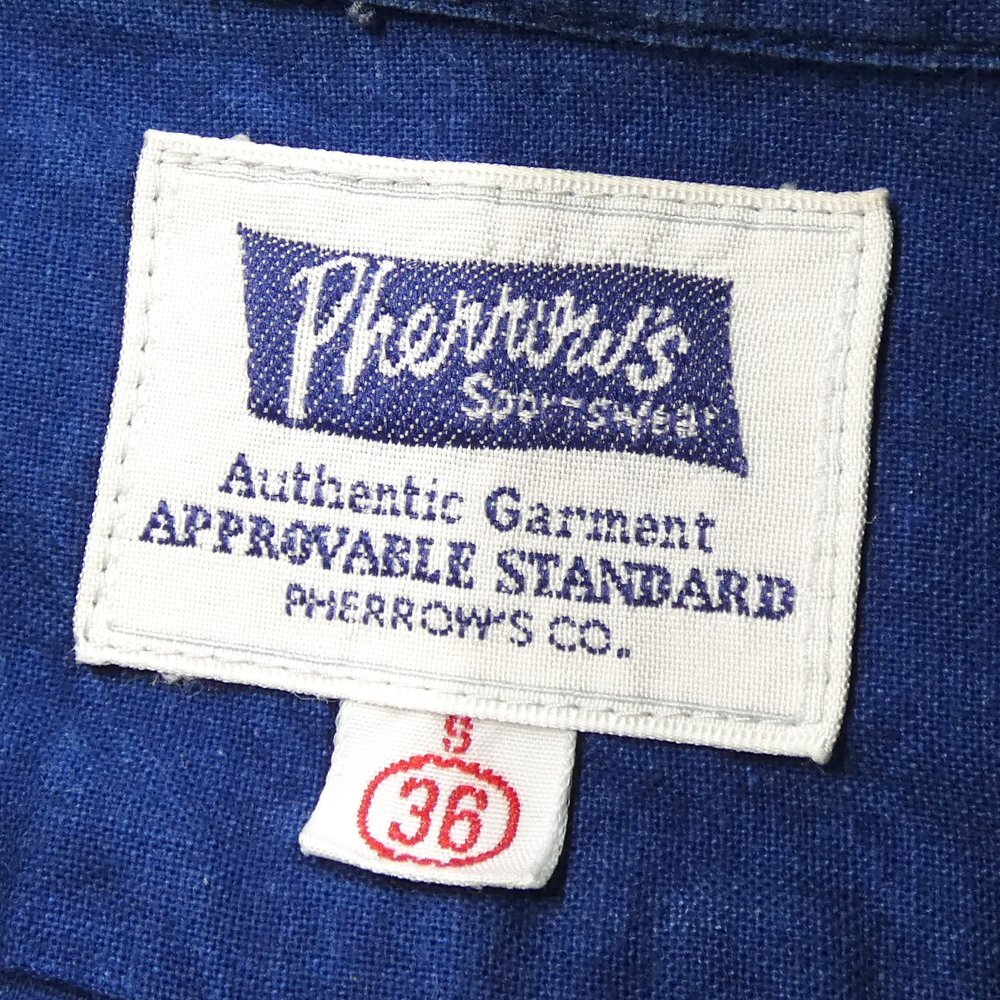 Pherrow's
Sportswear
Authentic Garment
APPROVABLE STANDARD
PHERROW'S CO.
S
36